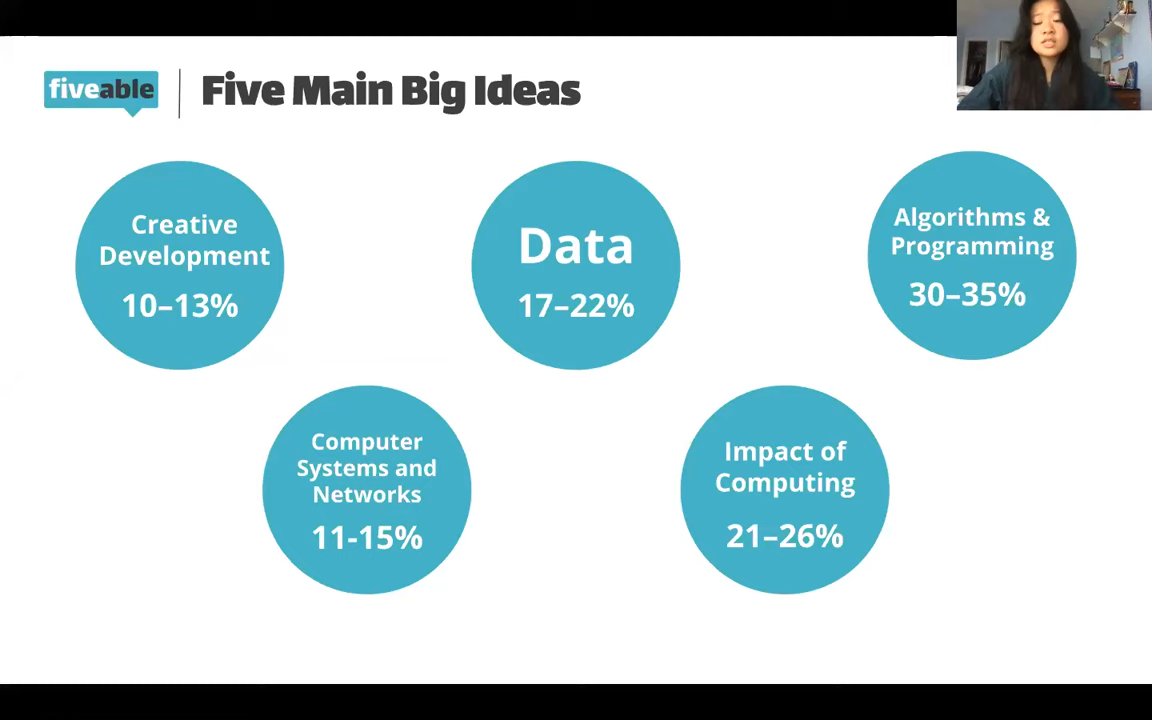 fiveable
Five Main Big Ideas
Creative
Development
10–13%
Data
17–22%
Algorithms &
Programming
30–35%
Computer
Systems and
Networks
11-15%
Impact of
Computing
21–26%